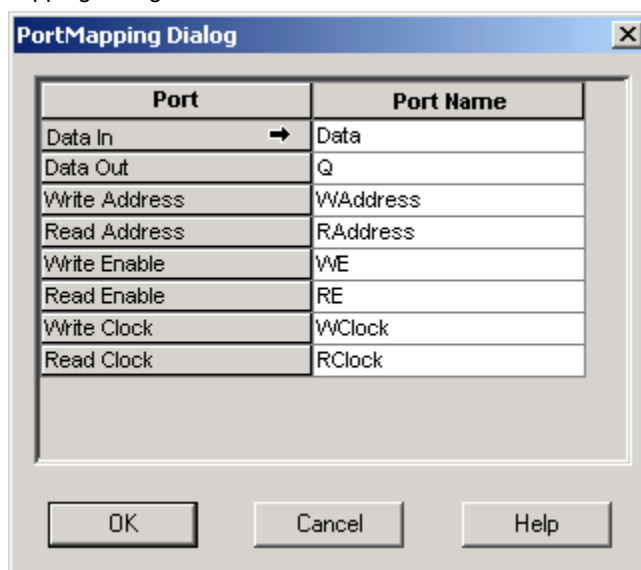 PortMapping Dialog
Port Port Name
Data In Data
Data Out Q
Write Address WAddress
Read Address RAddress
Write Enable WE
Read Enable RE
Write Clock WClock
Read Clock RClock
OK Cancel Help